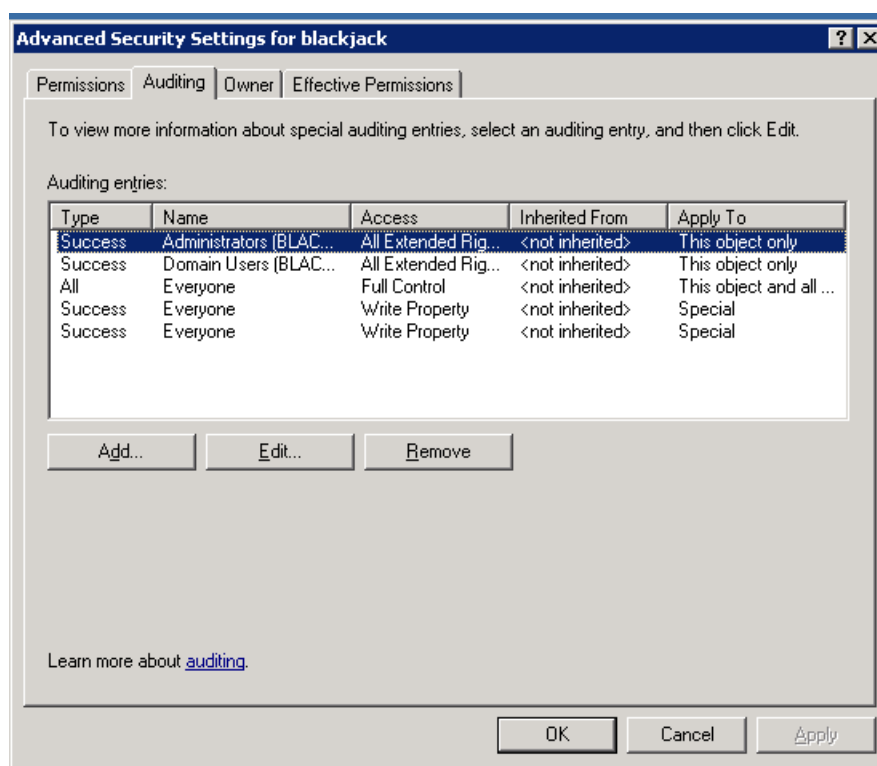 Advanced Security Settings for blackjack
Permissions Auditing Owner Effective Permissions
To view more information about special auditing entries, select an auditing entry, and then click Edit.
Auditing entries:
Type Name Access Inherited From Apply To
Success Administrators (BLAC... All Extended Rig... <not inherited> This object only
Success Domain Users (BLAC... All Extended Rig... <not inherited> This object only
All Everyone Full Control <not inherited> This object and all ...
Success Everyone Write Property <not inherited> Special
Success Everyone Write Property <not inherited> Special
Add... Edit... Remove
Learn more about auditing.
OK Cancel Apply